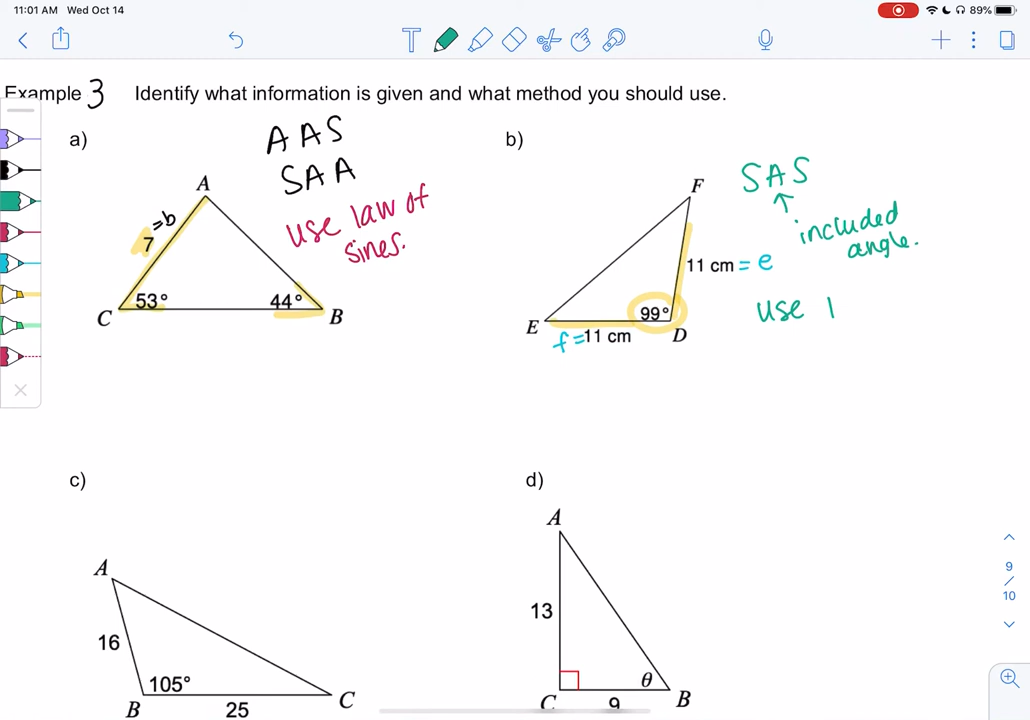 11:01 AM Wed Oct 14
89%
T
Example 3 Identify what information is given and what method you should use.
a)
A A S
SAA
use law of
sines.
A
7 =b
53°
44°
C
B
b)
SAS
included
angle.
use l
F
11 cm = e
99°
E
f=11 cm
D
c)
A
16
105°
B
25
C
d)
A
13
θ
C
9
B
9
/
10